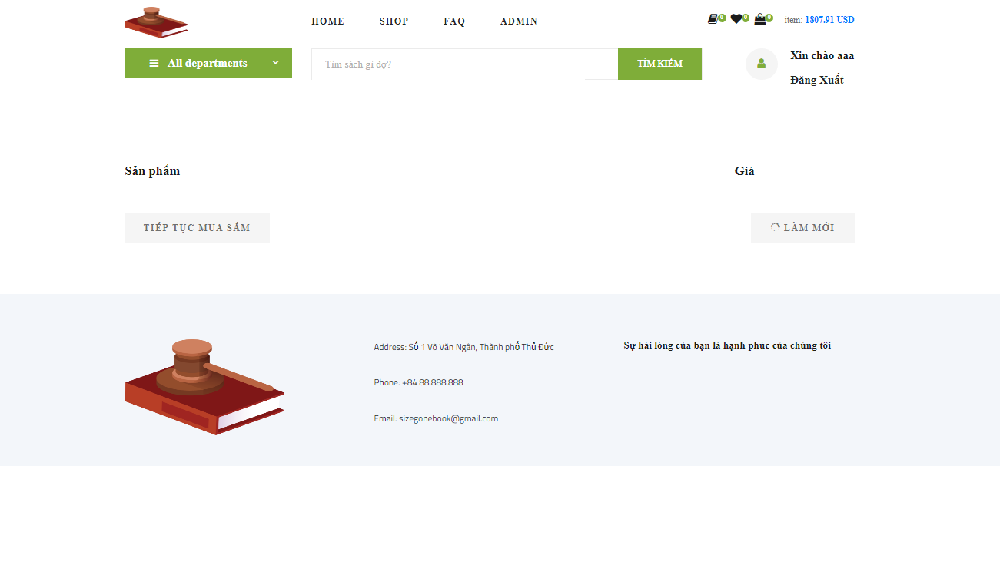 HOME SHOP FAQ ADMIN 0 0 0 item: 1807.91 USD
All departments Tìm sách gì dợ? TÌM KIẾM Xin chào aaa
Đăng Xuất
Sản phẩm Giá
TIẾP TỤC MUA SẮM LÀM MỚI
Address: Số 1 Võ Văn Ngân, Thành phố Thủ Đức
Phone: +84 88.888.888
Email: sizegonebook@gmail.com
Sự hài lòng của bạn là hạnh phúc của chúng tôi